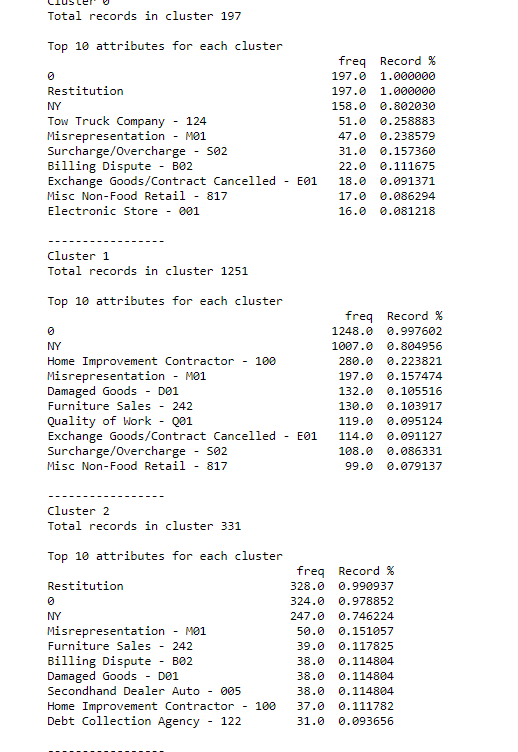 Cluster 0
Total records in cluster 197
Top 10 attributes for each cluster
freq Record %
0 197.0 1.000000
Restitution 197.0 1.000000
NY 158.0 0.802030
Tow Truck Company - 124 51.0 0.258883
Misrepresentation - M01 47.0 0.238579
Surcharge/Overcharge - S02 31.0 0.157360
Billing Dispute - B02 22.0 0.111675
Exchange Goods/Contract Cancelled - E01 18.0 0.091371
Misc Non-Food Retail - 817 17.0 0.086294
Electronic Store - 001 16.0 0.081218
-----------------
Cluster 1
Total records in cluster 1251
Top 10 attributes for each cluster
freq Record %
0 1248.0 0.997602
NY 1007.0 0.804956
Home Improvement Contractor - 100 280.0 0.223821
Misrepresentation - M01 197.0 0.157474
Damaged Goods - D01 132.0 0.105516
Furniture Sales - 242 130.0 0.103917
Quality of Work - Q01 119.0 0.095124
Exchange Goods/Contract Cancelled - E01 114.0 0.091127
Surcharge/Overcharge - S02 108.0 0.086331
Misc Non-Food Retail - 817 99.0 0.079137
-----------------
Cluster 2
Total records in cluster 331
Top 10 attributes for each cluster
freq Record %
Restitution 328.0 0.990937
0 324.0 0.978852
NY 247.0 0.746224
Misrepresentation - M01 50.0 0.151057
Furniture Sales - 242 39.0 0.117825
Billing Dispute - B02 38.0 0.114804
Damaged Goods - D01 38.0 0.114804
Secondhand Dealer Auto - 005 38.0 0.114804
Home Improvement Contractor - 100 37.0 0.111782
Debt Collection Agency - 122 31.0 0.093656
-----------------